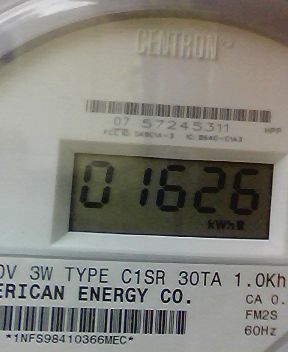 CENTRON
07 57245311 HPP
01626
kWh
0V 3W TYPE C1SR 30TA 1.0Kh
ERICAN ENERGY CO.
CA 0.
FM2S
60Hz
*1NFS98410366MEC*